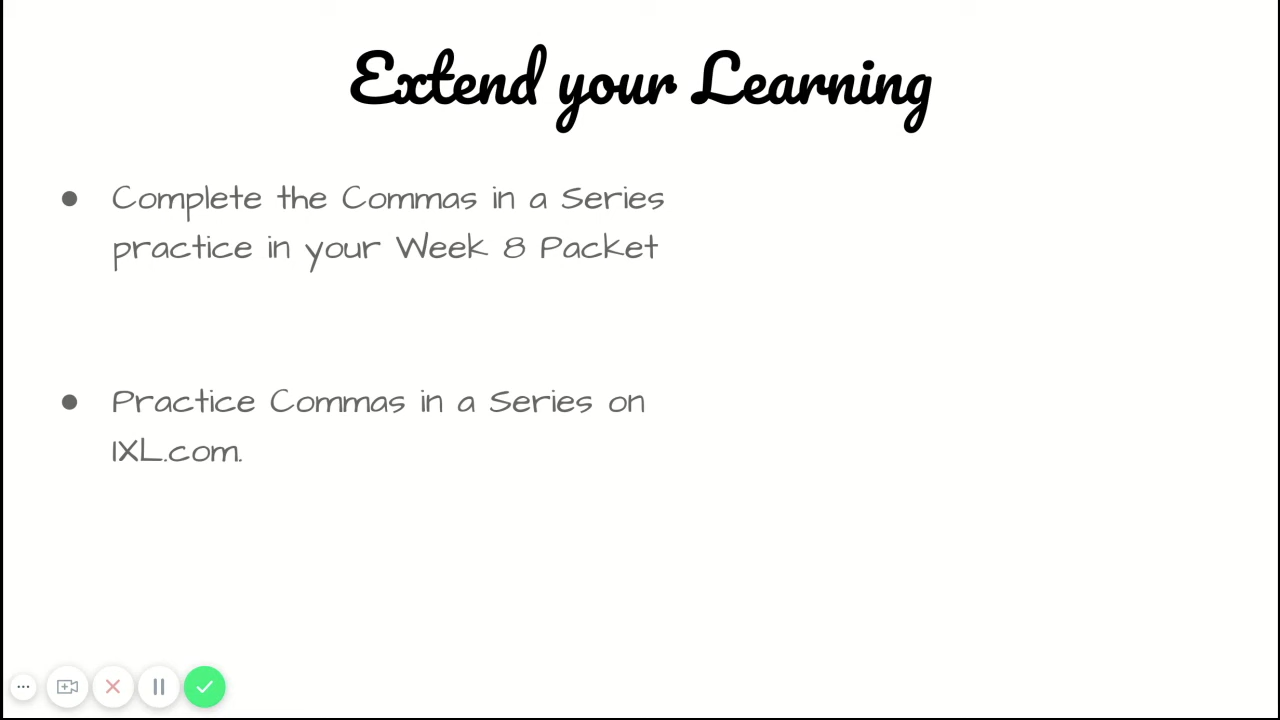 Extend your Learning
● Complete the Commas in a Series
practice in your Week 8 Packet
● Practice Commas in a Series on
IXL.com.